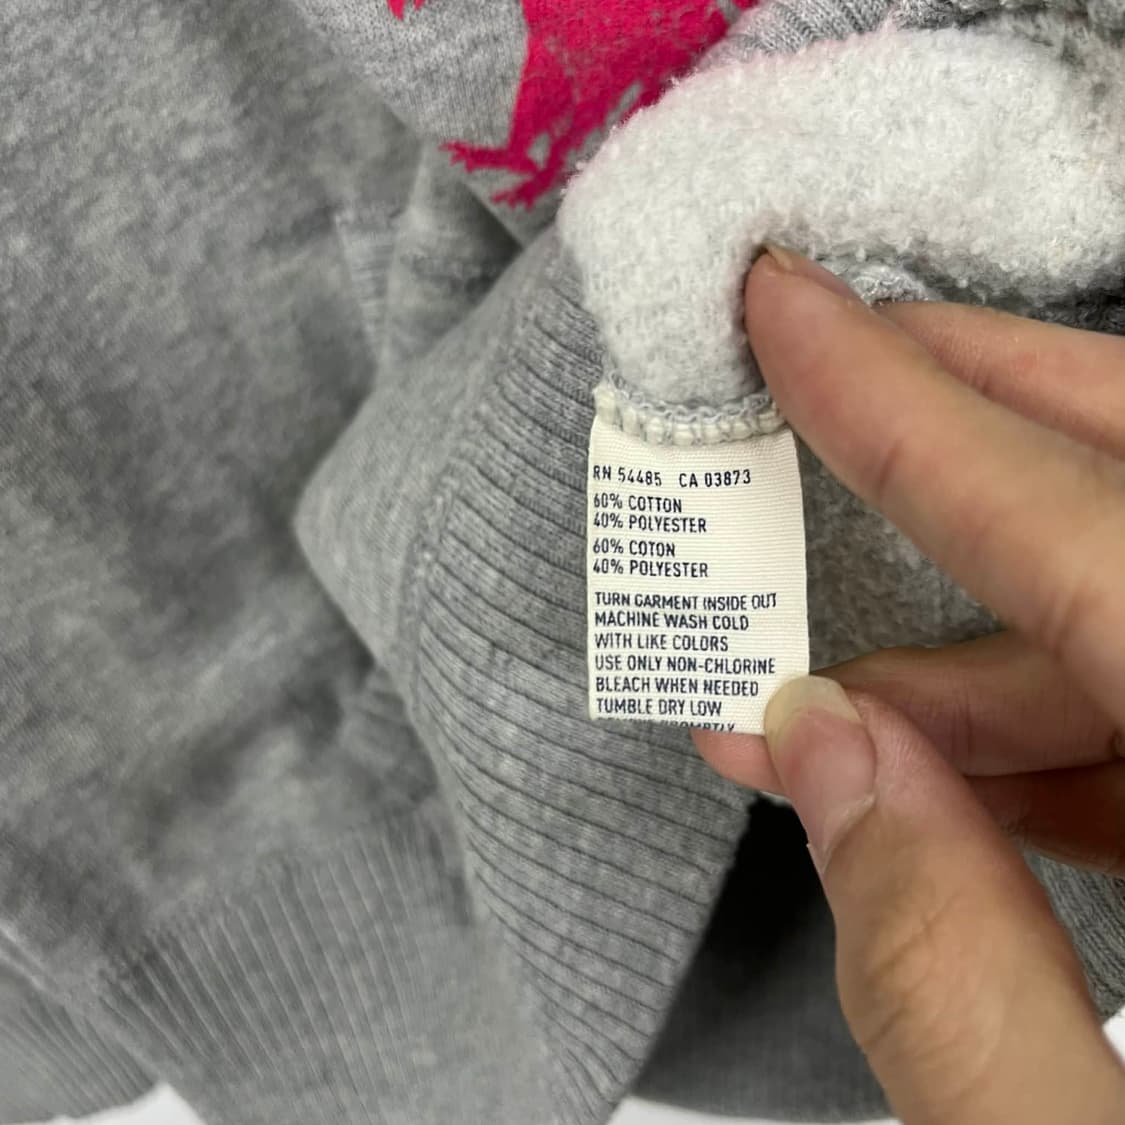 RN 54485 CA 03873
60% COTTON
40% POLYESTER
60% COTON
40% POLYESTER
TURN GARMENT INSIDE OUT
MACHINE WASH COLD
WITH LIKE COLORS
USE ONLY NON-CHLORINE
BLEACH WHEN NEEDED
TUMBLE DRY LOW
PROMPTLY